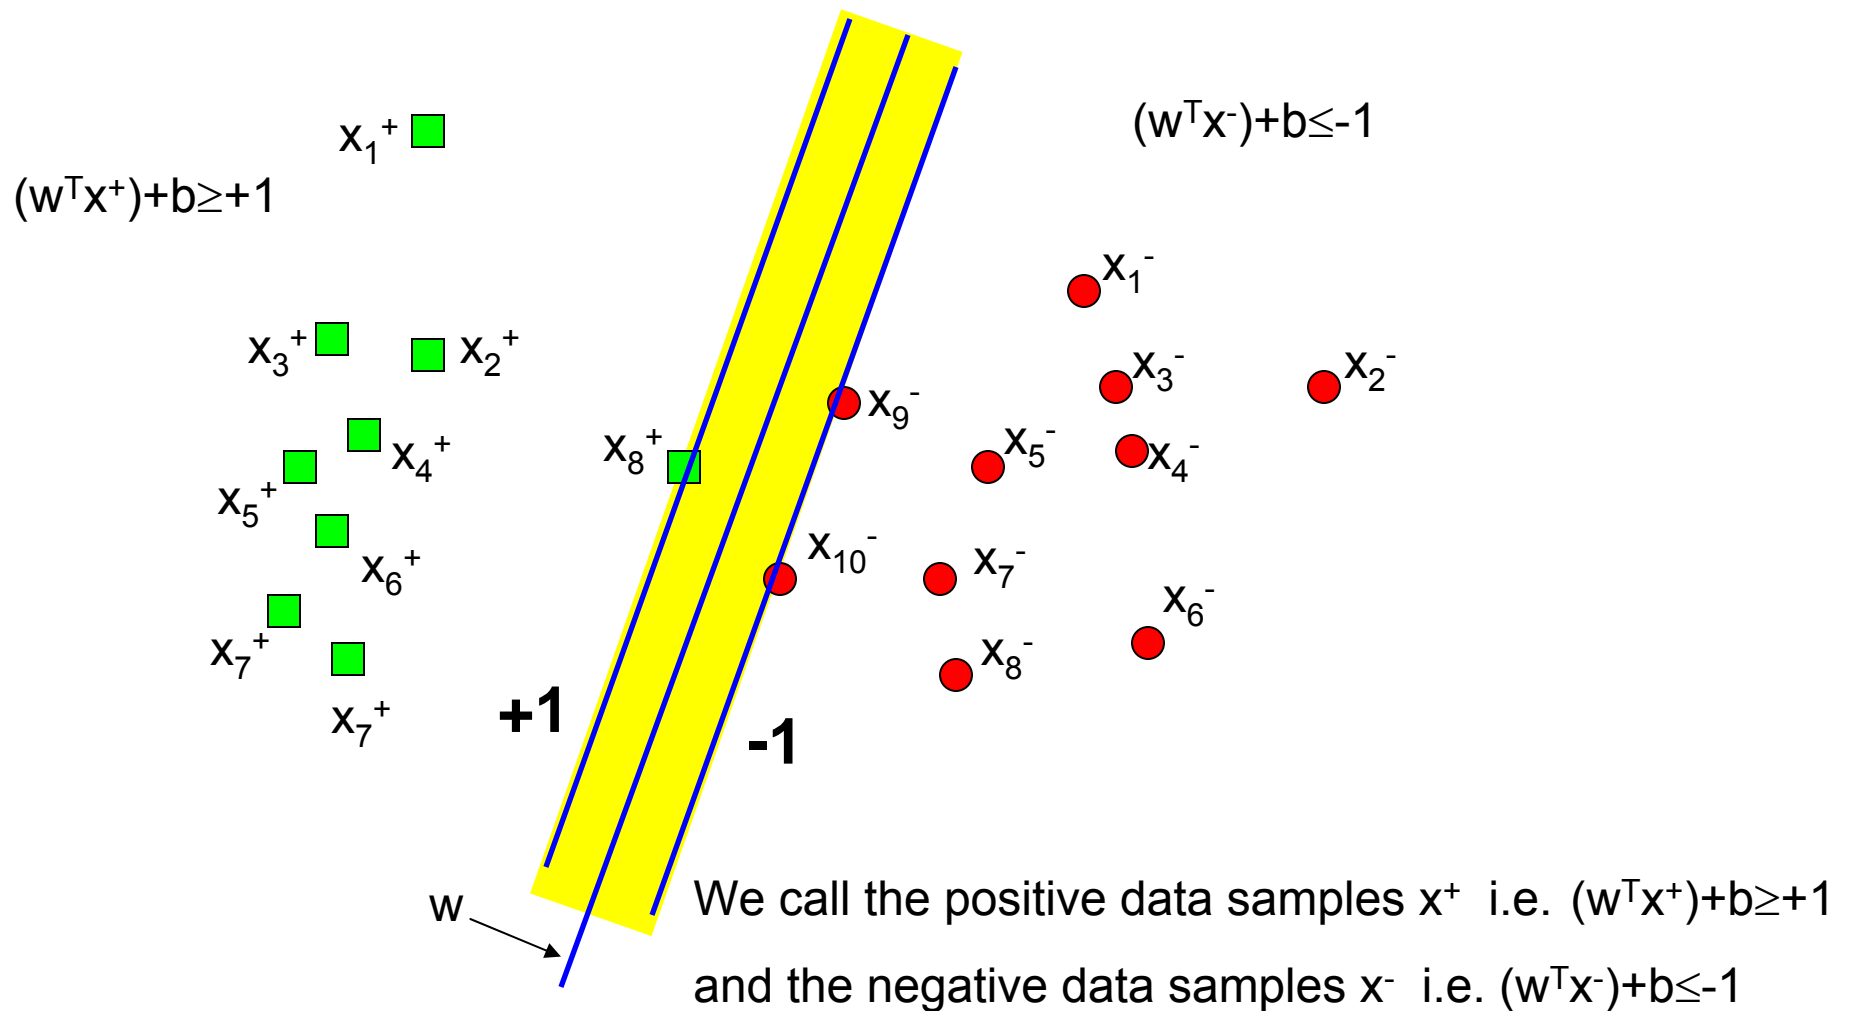 x₁⁺
(wᵀx⁻)+b≤-1
(wᵀx⁺)+b≥+1
x₁⁻
x₃⁺
x₂⁺
x₃⁻
x₂⁻
x₉⁻
x₄⁺
x₈⁺
x₅⁻
x₄⁻
x₅⁺
x₁₀⁻
x₆⁺
x₇⁻
x₆⁻
x₇⁺
x₈⁻
x₇⁺
+1
-1
w
We call the positive data samples x⁺ i.e. (wᵀx⁺)+b≥+1
and the negative data samples x⁻ i.e. (wᵀx⁻)+b≤-1